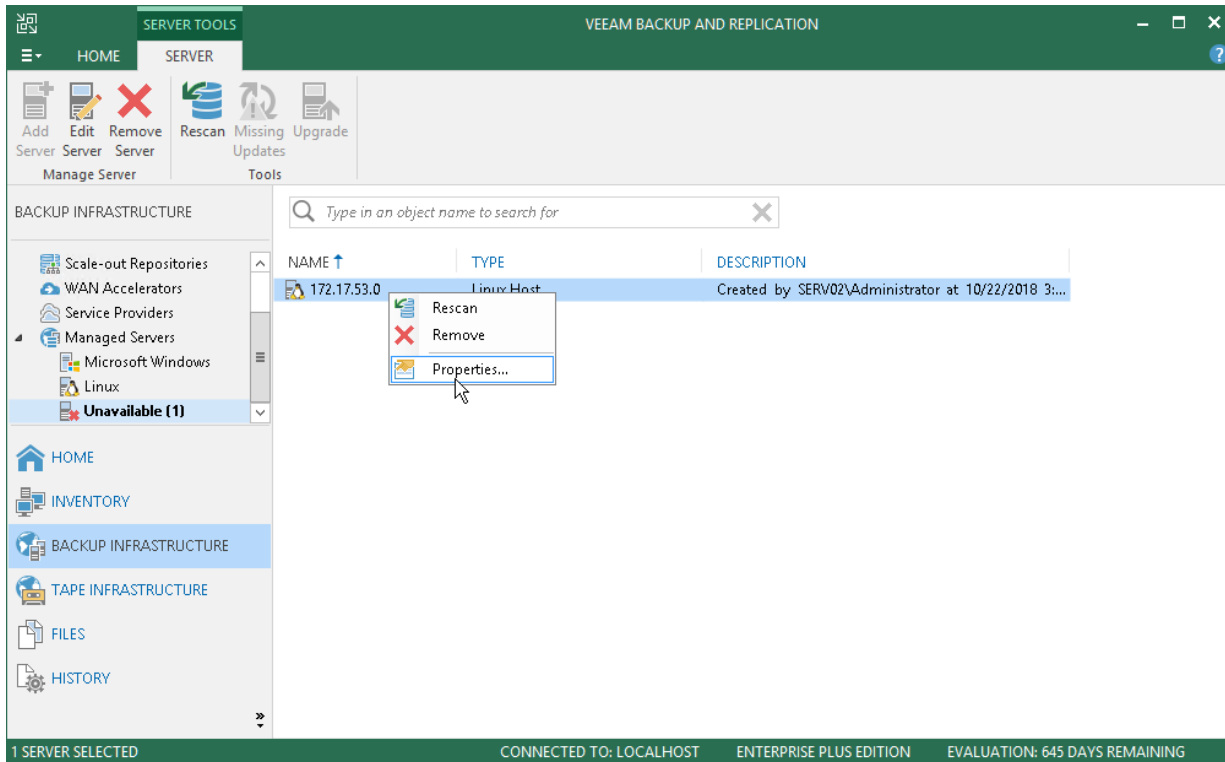 SERVER TOOLS
VEEAM BACKUP AND REPLICATION
HOME
SERVER
?
Add Server
Edit Server
Remove Server
Rescan
Missing Updates
Upgrade
Manage Server
Tools
BACKUP INFRASTRUCTURE
Type in an object name to search for
Scale-out Repositories
WAN Accelerators
Service Providers
Managed Servers
Microsoft Windows
Linux
Unavailable (1)
NAME
TYPE
DESCRIPTION
172.17.53.0
Linux Host
Created by SERV02\Administrator at 10/22/2018 3:...
Rescan
Remove
Properties...
HOME
INVENTORY
BACKUP INFRASTRUCTURE
TAPE INFRASTRUCTURE
FILES
HISTORY
1 SERVER SELECTED
CONNECTED TO: LOCALHOST
ENTERPRISE PLUS EDITION
EVALUATION: 645 DAYS REMAINING